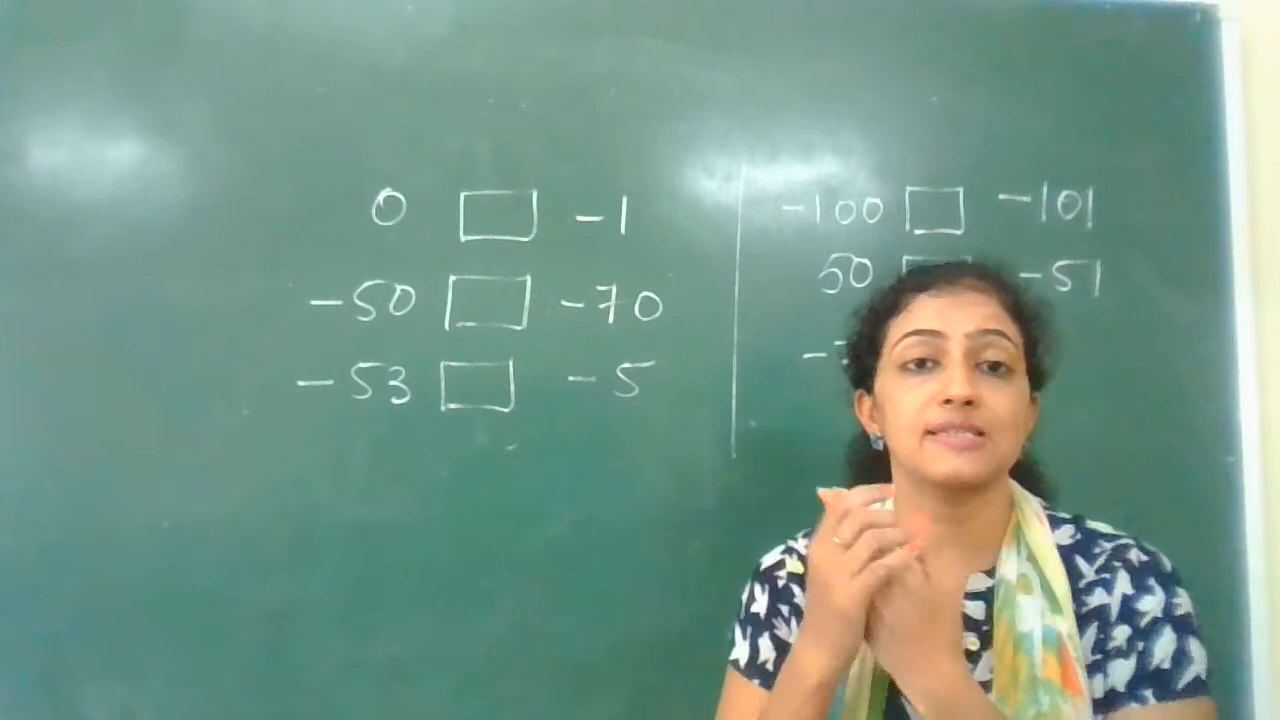 0 □ -1
-50 □ -70
-53 □ -5
-100 □ -101
50 □ -51